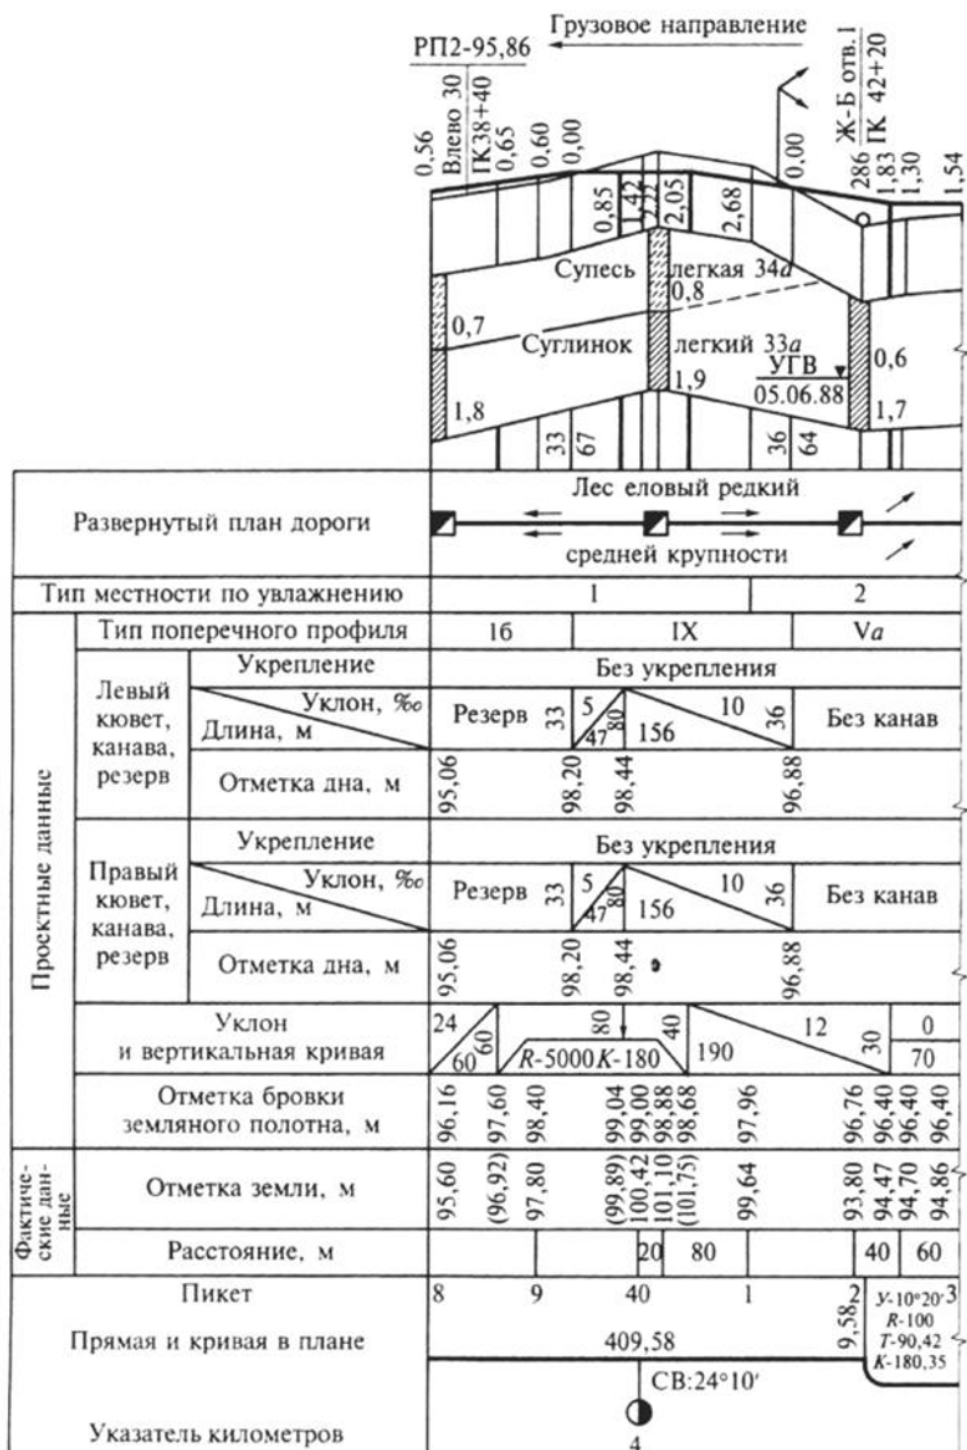 Грузовое направление
РП2-95,86
Влево 30
ПК38+40
Ж-Б отв.1
ПК 42+20
0,56
0,65
0,60
0,00
0,00
286
1,83
1,30
1,54
0,85
1,42
2,22
2,05
2,68
Супесь легкая 34д
0,8
0,7
Суглинок легкий 33а
УГВ
05.06.88
0,6
1,8
1,9
1,7
33 67
36 64
Развернутый план дороги
Лес еловый редкий
средней крупности
Тип местности по увлажнению 1 2
Проектные данные
Тип поперечного профиля 16 IX Vа
Левый кювет, канава, резерв
Укрепление Без укрепления
Уклон, ‰
Длина, м
Резерв 33 5 47 80 156 10 36 Без канав
Отметка дна, м 95,06 98,20 98,44 96,88
Правый кювет, канава, резерв
Укрепление Без укрепления
Уклон, ‰
Длина, м
Резерв 33 5 47 80 156 10 36 Без канав
Отметка дна, м 95,06 98,20 98,44 96,88
Уклон
и вертикальная кривая
24 60 60 80 R-5000 К-180 40 190 12 30 0 70
Отметка бровки
земляного полотна, м
96,16 97,60 98,40 99,04 99,00 98,88 98,68 97,96 96,76 96,40 96,40 96,40
Фактиче-
ские дан-
ные
Отметка земли, м 95,60 (96,92) 97,80 (99,89) 100,42 101,10 (101,75) 99,64 93,80 94,47 94,70 94,86
Расстояние, м 20 80 40 60
Пикет 8 9 40 1 2 3
Прямая и кривая в плане 409,58 9,58
У-10°20'
R-100
Т-90,42
К-180,35
СВ:24°10'
Указатель километров 4